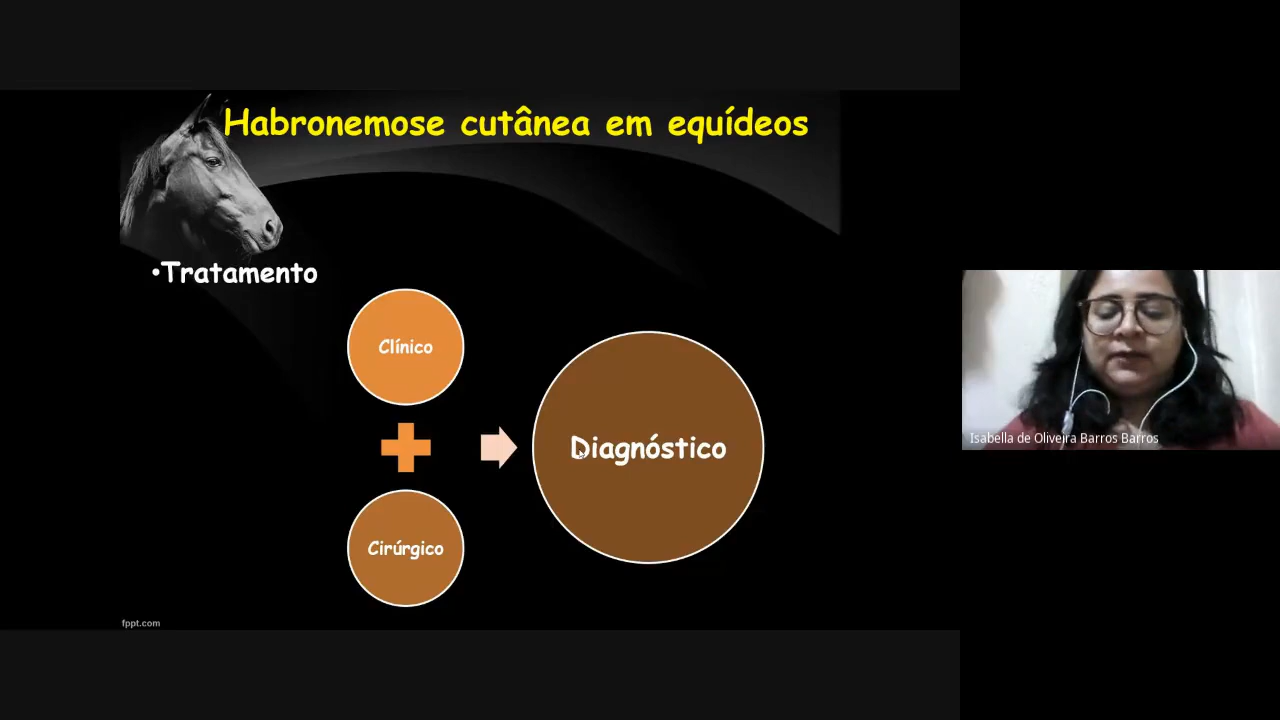 Habronemose cutânea em equídeos
•Tratamento
Clínico
Diagnóstico
Cirúrgico
Isabella de Oliveira Barros Barros
fppt.com